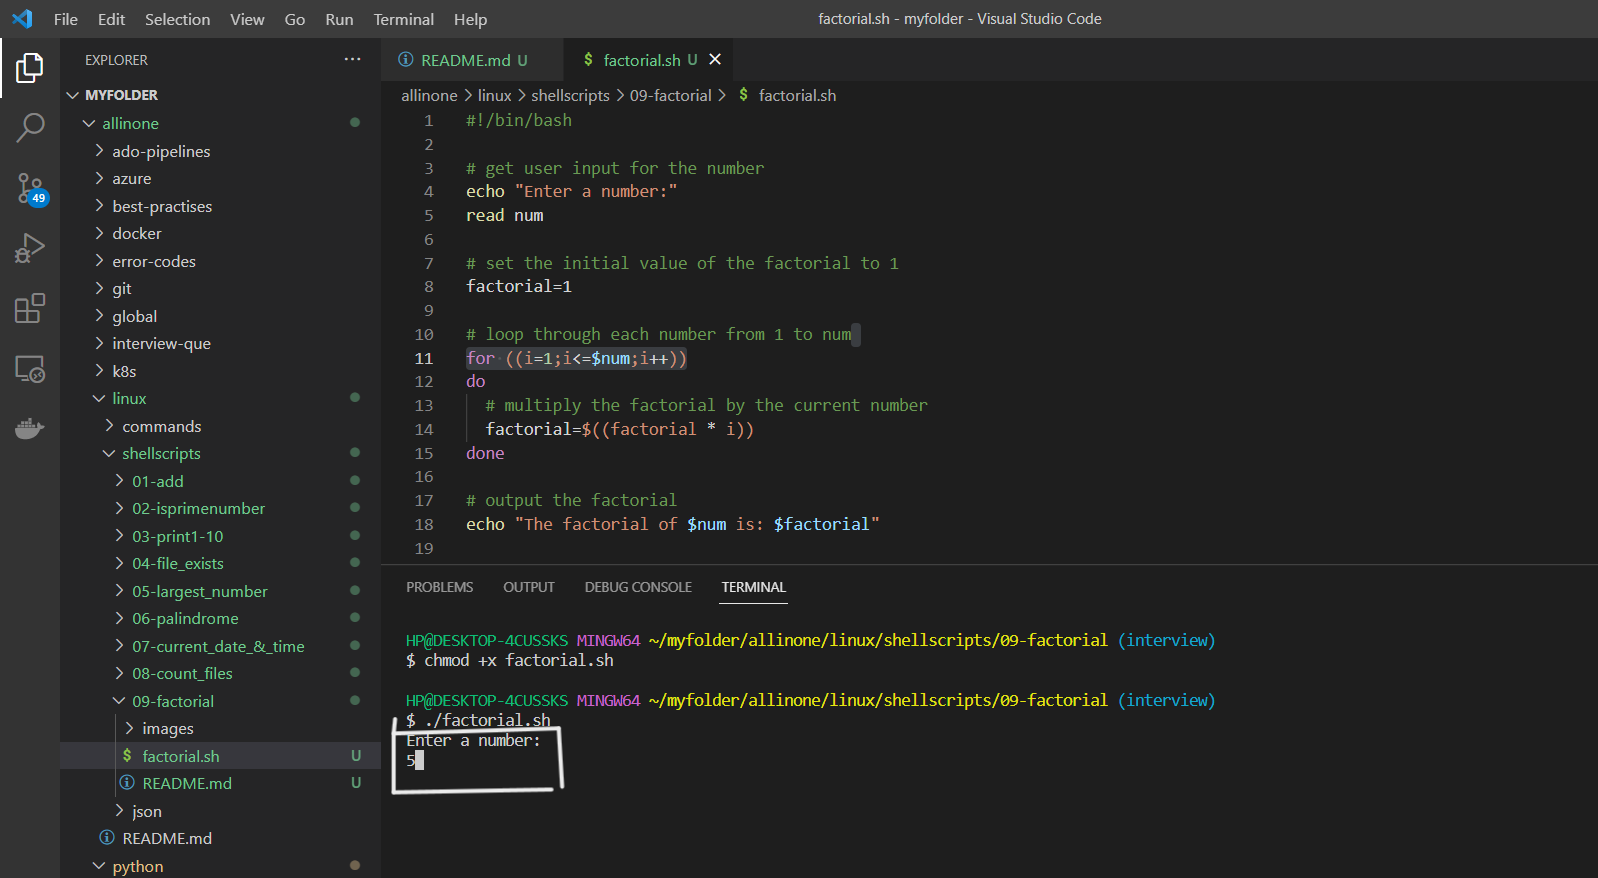 File Edit Selection View Go Run Terminal Help
factorial.sh - myfolder - Visual Studio Code
EXPLORER ···
MYFOLDER
allinone
ado-pipelines
azure
best-practises
docker
error-codes
git
global
interview-que
k8s
linux
commands
shellscripts
01-add
02-isprimenumber
03-print1-10
04-file_exists
05-largest_number
06-palindrome
07-current_date_&_time
08-count_files
09-factorial
images
$ factorial.sh U
README.md U
json
README.md
python
49
README.md U
$ factorial.sh U
allinone > linux > shellscripts > 09-factorial > $ factorial.sh
1 #!/bin/bash
2
3 # get user input for the number
4 echo "Enter a number:"
5 read num
6
7 # set the initial value of the factorial to 1
8 factorial=1
9
10 # loop through each number from 1 to num
11 for ((i=1;i<=$num;i++))
12 do
13 # multiply the factorial by the current number
14 factorial=$((factorial * i))
15 done
16
17 # output the factorial
18 echo "The factorial of $num is: $factorial"
19
PROBLEMS OUTPUT DEBUG CONSOLE TERMINAL
HP@DESKTOP-4CUSSKS MINGW64 ~/myfolder/allinone/linux/shellscripts/09-factorial (interview)
$ chmod +x factorial.sh
HP@DESKTOP-4CUSSKS MINGW64 ~/myfolder/allinone/linux/shellscripts/09-factorial (interview)
$ ./factorial.sh
Enter a number:
5